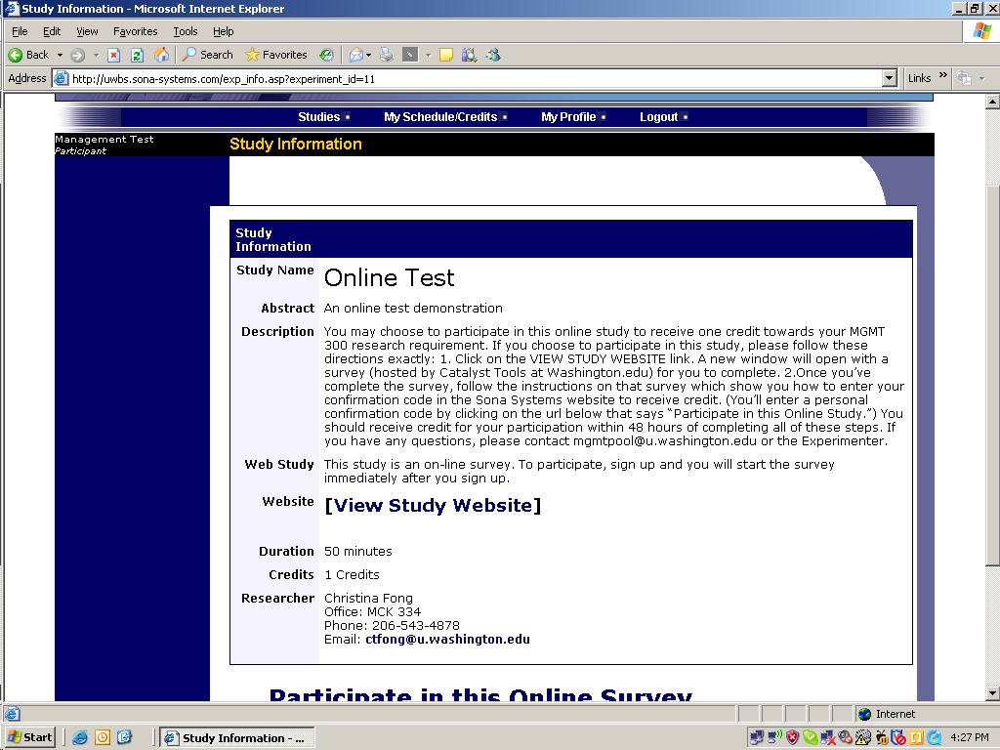 Study Information - Microsoft Internet Explorer
File Edit View Favorites Tools Help
Back Search Favorites
Address http://uwbs.sona-systems.com/exp_info.asp?experiment_id=11 Links »
Studies My Schedule/Credits My Profile Logout
Management Test
Participant
Study Information
Study
Information
Study Name Online Test
Abstract An online test demonstration
Description You may choose to participate in this online study to receive one credit towards your MGMT
300 research requirement. If you choose to participate in this study, please follow these
directions exactly: 1. Click on the VIEW STUDY WEBSITE link. A new window will open with a
survey (hosted by Catalyst Tools at Washington.edu) for you to complete. 2.Once you've
complete the survey, follow the instructions on that survey which show you how to enter your
confirmation code in the Sona Systems website to receive credit. (You'll enter a personal
confirmation code by clicking on the url below that says “Participate in this Online Study.”) You
should receive credit for your participation within 48 hours of completing all of these steps. If
you have any questions, please contact mgmtpool@u.washington.edu or the Experimenter.
Web Study This study is an on-line survey. To participate, sign up and you will start the survey
immediately after you sign up.
Website [View Study Website]
Duration 50 minutes
Credits 1 Credits
Researcher Christina Fong
Office: MCK 334
Phone: 206-543-4878
Email: ctfong@u.washington.edu
Participate in this Online Survey
Internet
Start Study Information - ... 4:27 PM